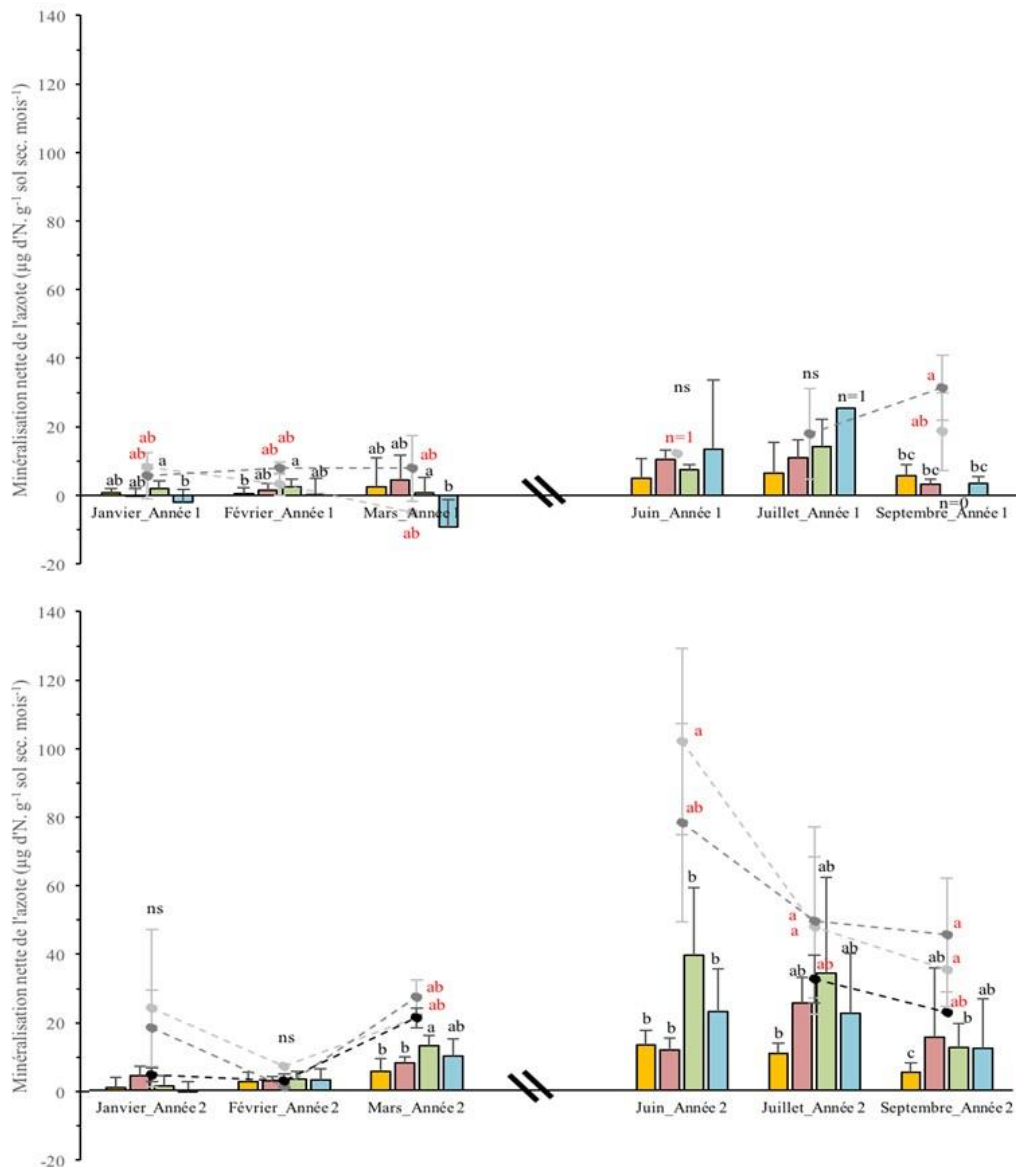 Minéralisation nette de l'azote (µg d'N. g⁻¹ sol sec. mois⁻¹)
140
120
100
80
60
40
20
0
-20
ab
ab
ab
ab
a
b
Janvier_Année 1
ab
ab
b
ab
a
ab
Février_Année 1
ab
ab
ab
a
b
ab
Mars_Année 1
ns
n=1
Juin_Année 1
ns
n=1
Juillet_Année 1
a
ab
bc
bc
n=0
bc
Septembre_Année 1
Minéralisation nette de l'azote (µg d'N. g⁻¹ sol sec. mois⁻¹)
140
120
100
80
60
40
20
0
-20
ns
Janvier_Année 2
ns
Février_Année 2
ab
ab
b
b
a
ab
Mars_Année 2
a
ab
b
b
b
b
Juin_Année 2
ab
a
a
ab
ab
ab
b
Juillet_Année 2
a
a
ab
ab
ab
b
c
Septembre_Année 2